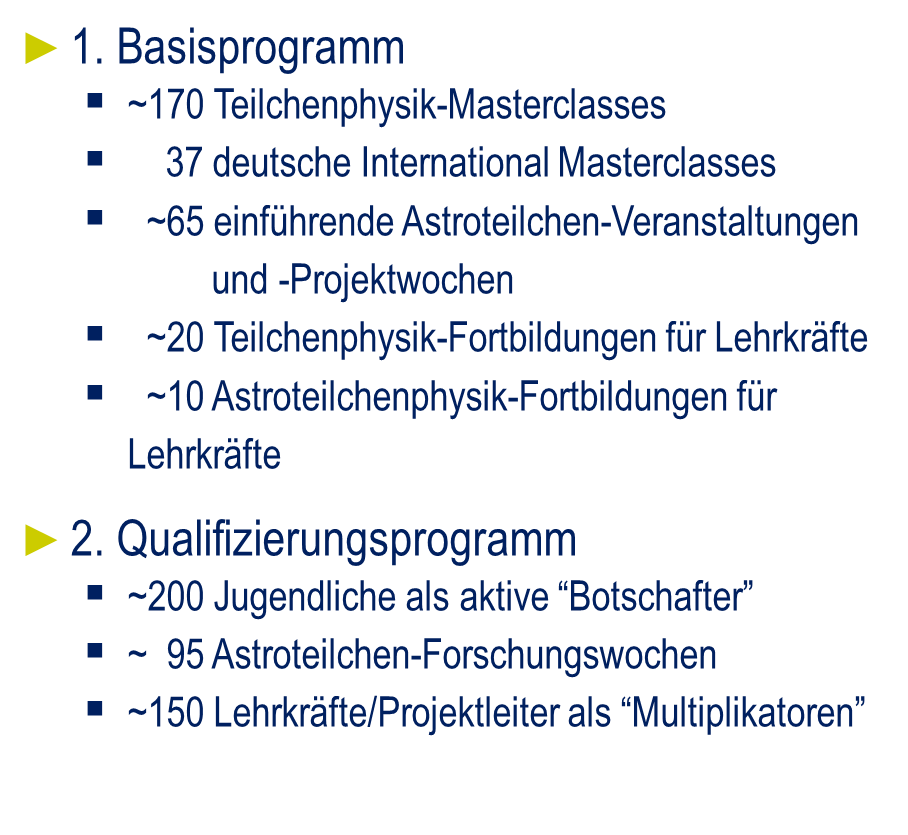 ► 1. Basisprogramm
▪ ~170 Teilchenphysik-Masterclasses
▪ 37 deutsche International Masterclasses
▪ ~65 einführende Astroteilchen-Veranstaltungen
und -Projektwochen
▪ ~20 Teilchenphysik-Fortbildungen für Lehrkräfte
▪ ~10 Astroteilchenphysik-Fortbildungen für
Lehrkräfte
► 2. Qualifizierungsprogramm
▪ ~200 Jugendliche als aktive “Botschafter”
▪ ~ 95 Astroteilchen-Forschungswochen
▪ ~150 Lehrkräfte/Projektleiter als “Multiplikatoren”